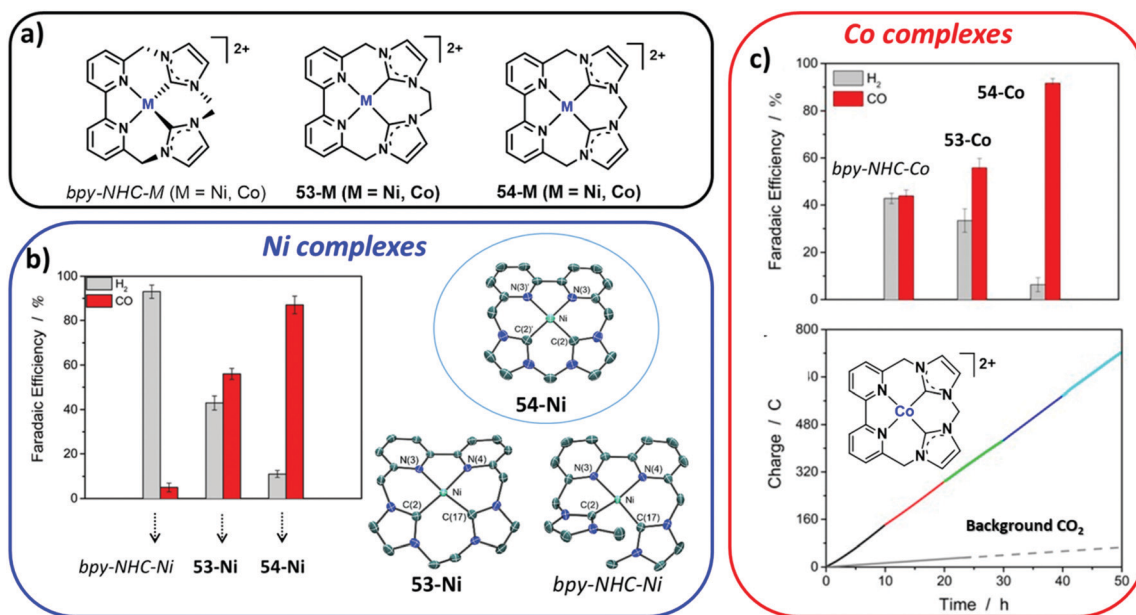 a)
2+
2+
2+
M
N
N
N
N
N
N
M
N
N
N
N
N
N
M
N
N
N
N
N
N
bpy-NHC-M (M = Ni, Co)
53-M (M = Ni, Co)
54-M (M = Ni, Co)
Ni complexes
b)
100
80
60
40
20
0
Faradaic Efficiency / %
H₂
CO
bpy-NHC-Ni
53-Ni
54-Ni
N(3)'
N(3)
Ni
C(2)'
C(2)
54-Ni
N(3)
N(4)
Ni
C(2)
C(17)
53-Ni
N(3)
N(4)
Ni
C(2)
C(17)
bpy-NHC-Ni
Co complexes
c)
100
80
60
40
20
0
Faradaic Efficiency / %
H₂
CO
bpy-NHC-Co
53-Co
54-Co
800
480
320
160
0
Charge / C
2+
N
N
N
N
N
N
Co
Background CO₂
0
10
20
30
40
50
Time / h